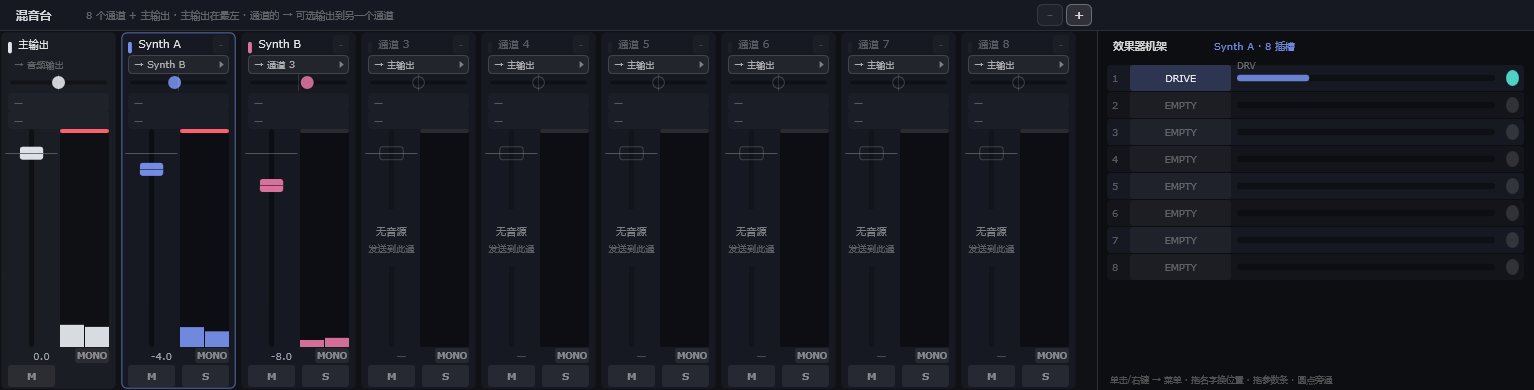 混音台
8 个通道 + 主输出 · 主输出在最左 · 通道的 → 可选输出到另一个通道
-
+
主输出
→ 音频输出
—
—
0.0
MONO
M
Synth A
-
→ Synth B
—
—
-4.0
MONO
M
S
Synth B
-
→ 通道 3
—
—
-8.0
MONO
M
S
通道 3
-
→ 主输出
—
—
无音源
发送到此通
—
MONO
M
S
通道 4
-
→ 主输出
—
—
无音源
发送到此通
—
MONO
M
S
通道 5
-
→ 主输出
—
—
无音源
发送到此通
—
MONO
M
S
通道 6
-
→ 主输出
—
—
无音源
发送到此通
—
MONO
M
S
通道 7
-
→ 主输出
—
—
无音源
发送到此通
—
MONO
M
S
通道 8
-
→ 主输出
—
—
无音源
发送到此通
—
MONO
M
S
效果器机架
Synth A · 8 插槽
DRV
1 DRIVE
2 EMPTY
3 EMPTY
4 EMPTY
5 EMPTY
6 EMPTY
7 EMPTY
8 EMPTY
单击/右键 → 菜单 · 拖名字换位置 · 拖参数条 · 圆点旁通